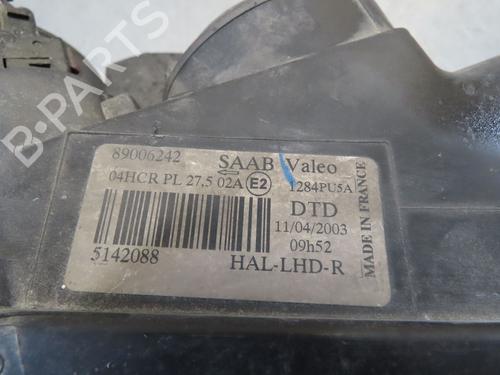 89006242 SAAB Valeo
04HCR PL 27,5 02A E2 1284PU5A
DTD
11/04/2003
09h52
5142088 HAL-LHD-R
MADE IN FRANCE
B-PARTS